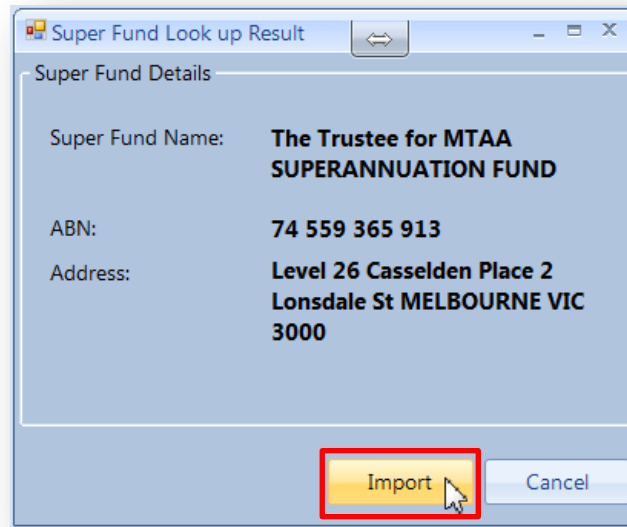 Super Fund Look up Result
Super Fund Details
Super Fund Name: The Trustee for MTAA
SUPERANNUATION FUND
ABN: 74 559 365 913
Address: Level 26 Casselden Place 2
Lonsdale St MELBOURNE VIC
3000
Import Cancel